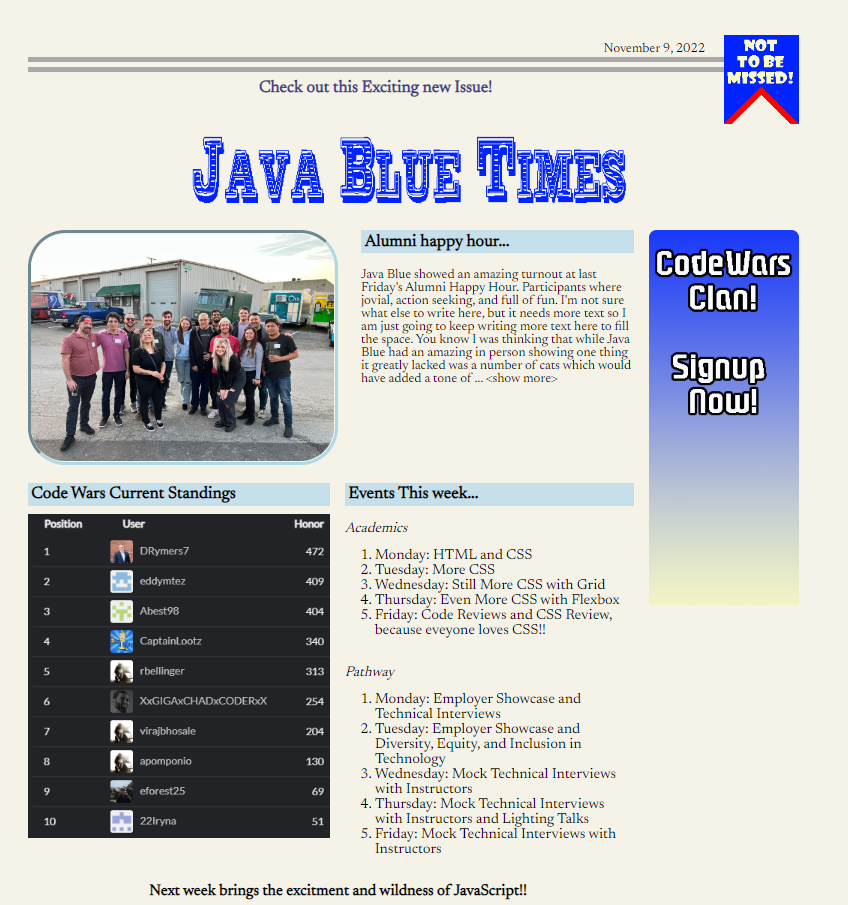 November 9, 2022
NOT
TO BE
MISSED!
Check out this Exciting new Issue!
Java Blue Times
Alumni happy hour...
Java Blue showed an amazing turnout at last
Friday's Alumni Happy Hour. Participants where
jovial, action seeking, and full of fun. I'm not sure
what else to write here, but it needs more text so I
am just going to keep writing more text here to fill
the space. You know I was thinking that while Java
Blue had an amazing in person showing one thing
it greatly lacked was a number of cats which would
have added a tone of ... <show more>
CodeWars
Clan!
Signup
Now!
Code Wars Current Standings
Position User Honor
1 DRymers7 472
2 eddymtez 409
3 Abest98 404
4 CaptainLootz 340
5 rbellinger 313
6 XxGIGAxCHADxCODERxX 254
7 virajbhosale 204
8 apomponio 130
9 eforest25 69
10 22Iryna 51
Events This week...
Academics
1. Monday: HTML and CSS
2. Tuesday: More CSS
3. Wednesday: Still More CSS with Grid
4. Thursday: Even More CSS with Flexbox
5. Friday: Code Reviews and CSS Review,
because eveyone loves CSS!!
Pathway
1. Monday: Employer Showcase and
Technical Interviews
2. Tuesday: Employer Showcase and
Diversity, Equity, and Inclusion in
Technology
3. Wednesday: Mock Technical Interviews
with Instructors
4. Thursday: Mock Technical Interviews
with Instructors and Lighting Talks
5. Friday: Mock Technical Interviews with
Instructors
Next week brings the excitment and wildness of JavaScript!!